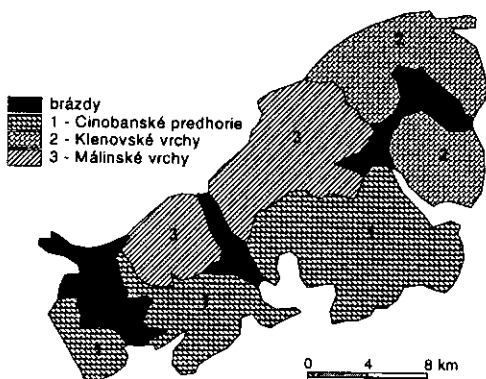 brázdy
1 - Cinobanské predhorie
2 - Klenovské vrchy
3 - Málinské vrchy
2
2
3
1
3
1
1
0 4 8 km